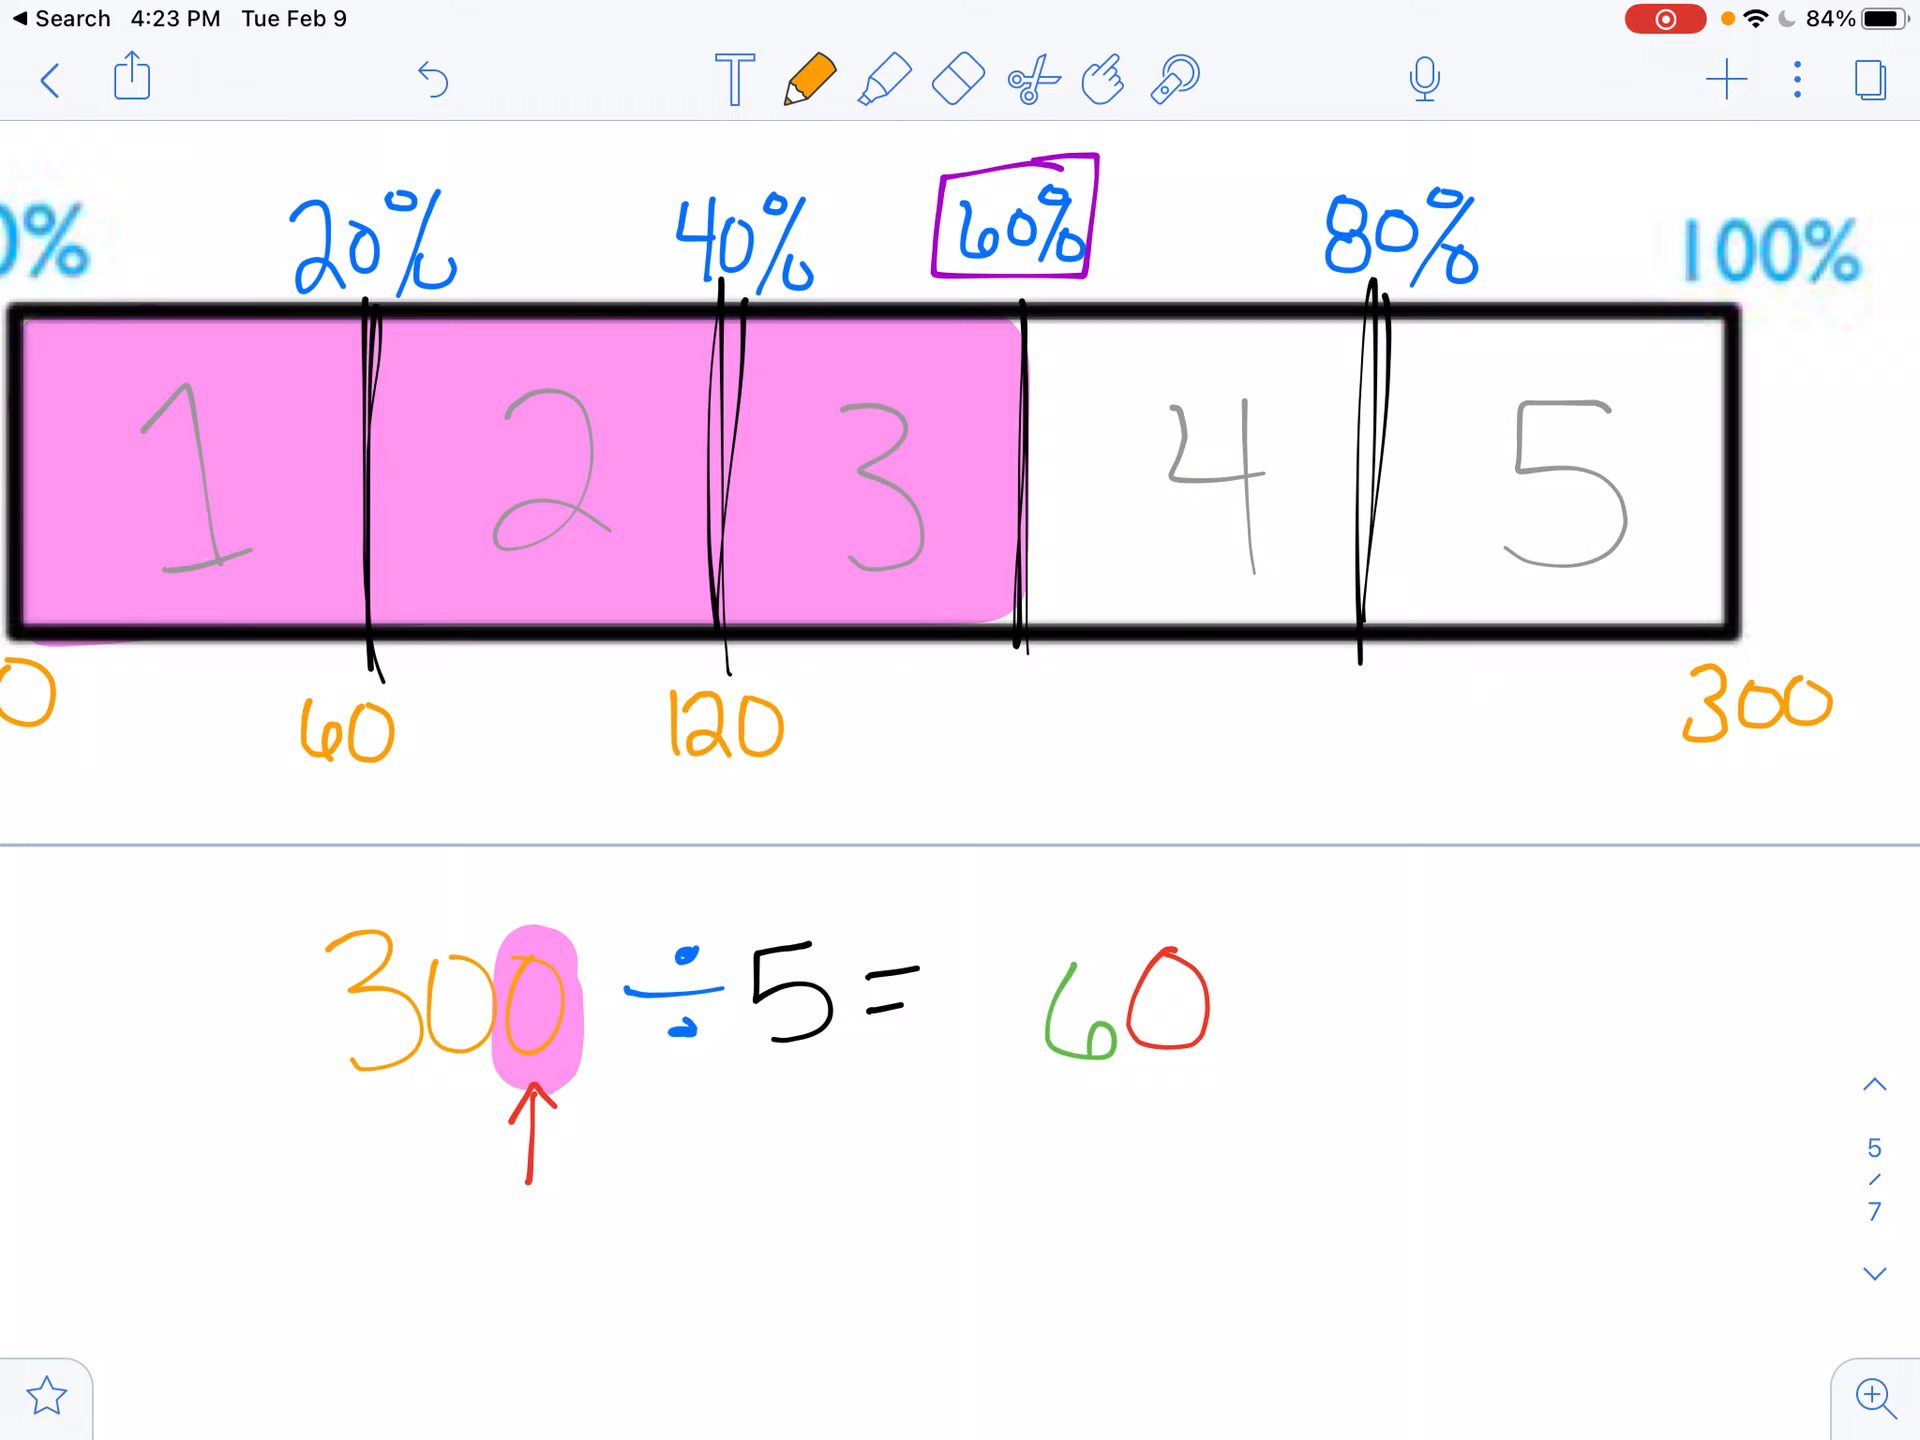 Search 4:23 PM Tue Feb 9 84%
T
0% 20% 40% 60% 80% 100%
1 2 3 4 5
0 60 120 300
300 ÷ 5 = 60
5
/
7